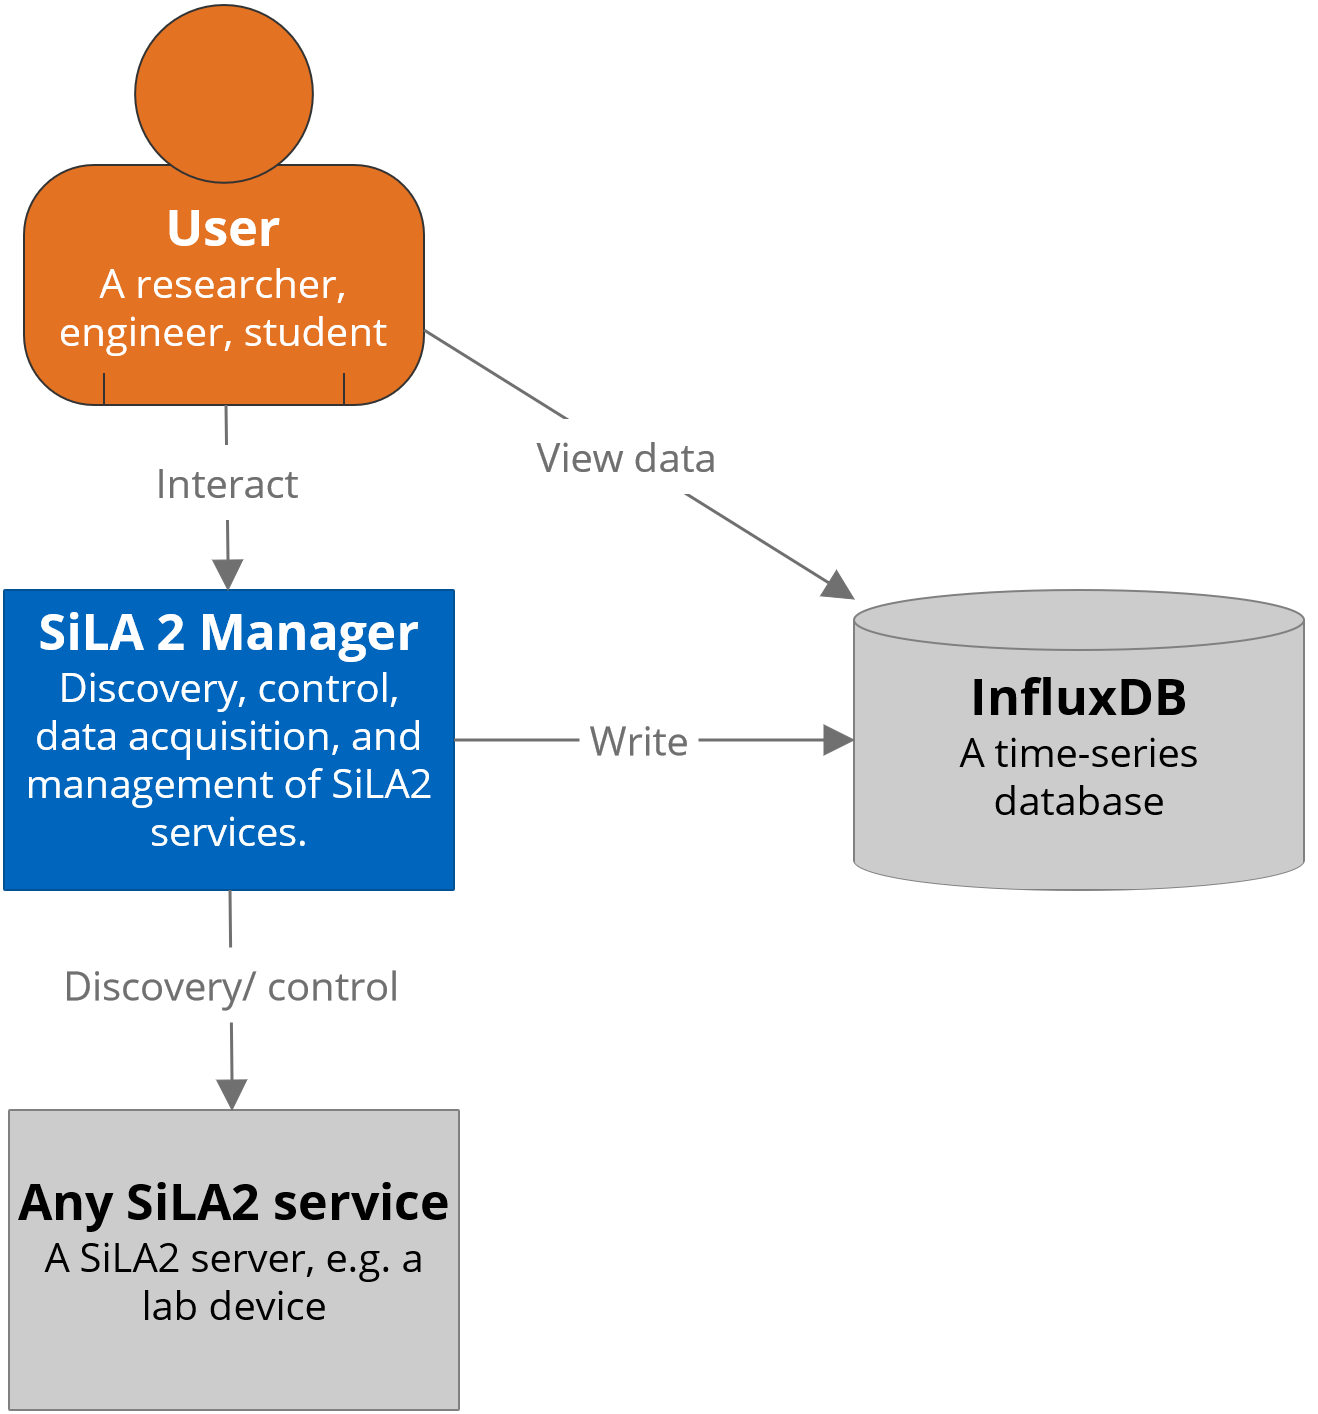 User
A researcher,
engineer, student
View data
Interact
SiLA 2 Manager
Discovery, control,
data acquisition, and
management of SiLA2
services.
Write
InfluxDB
A time-series
database
Discovery/ control
Any SiLA2 service
A SiLA2 server, e.g. a
lab device